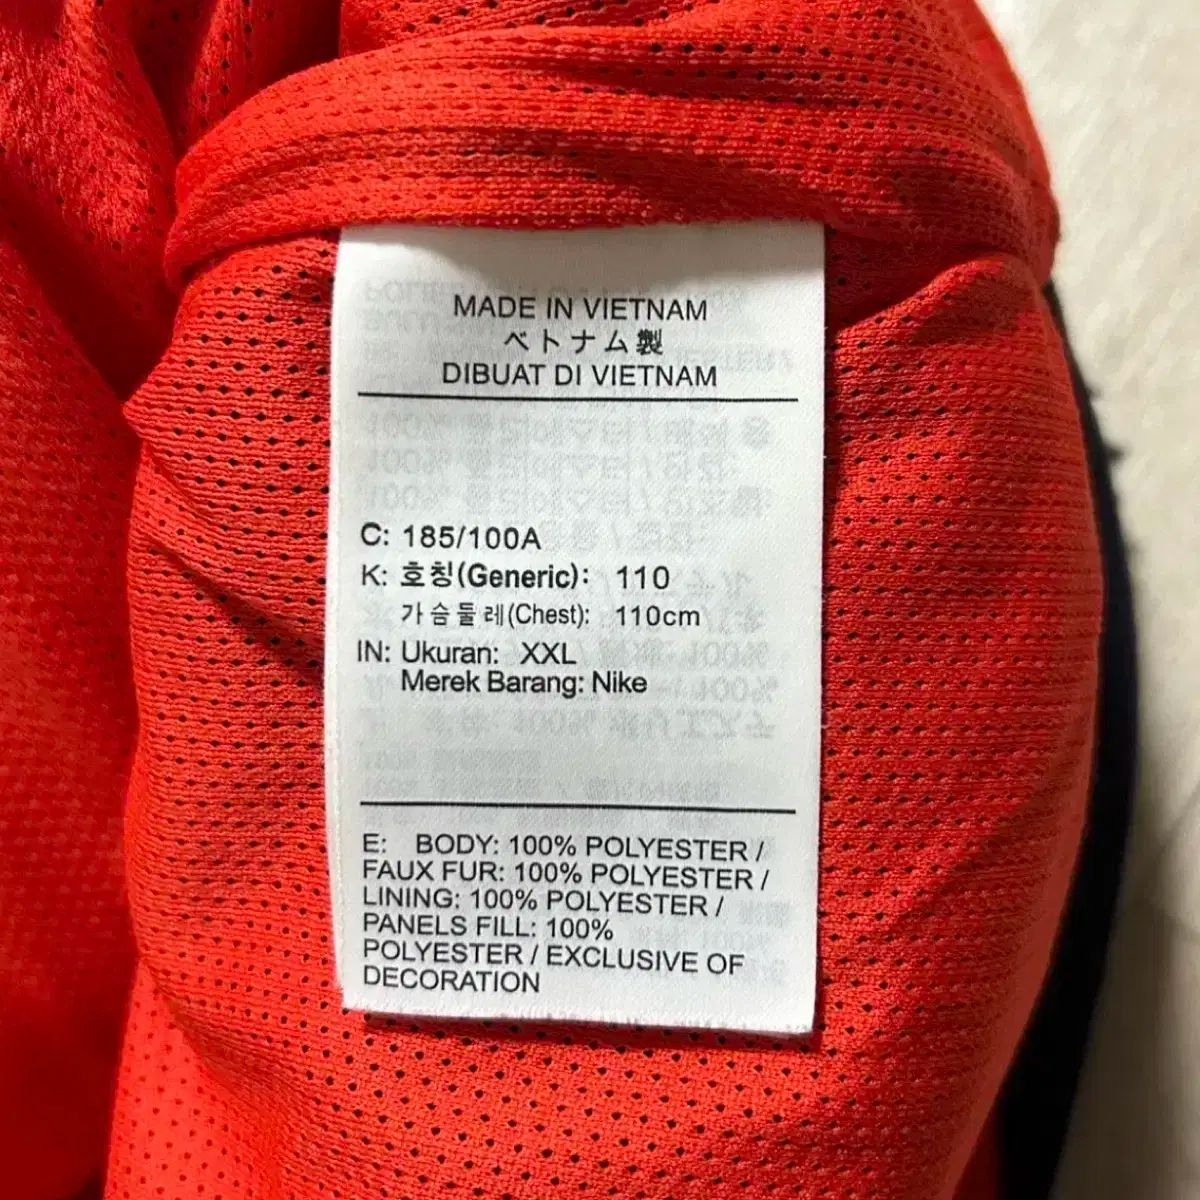 MADE IN VIETNAM
ベトナム製
DIBUAT DI VIETNAM
C: 185/100A
K: 호칭(Generic): 110
가슴둘레(Chest): 110cm
IN: Ukuran: XXL
Merek Barang: Nike
E: BODY: 100% POLYESTER /
FAUX FUR: 100% POLYESTER /
LINING: 100% POLYESTER /
PANELS FILL: 100%
POLYESTER / EXCLUSIVE OF
DECORATION